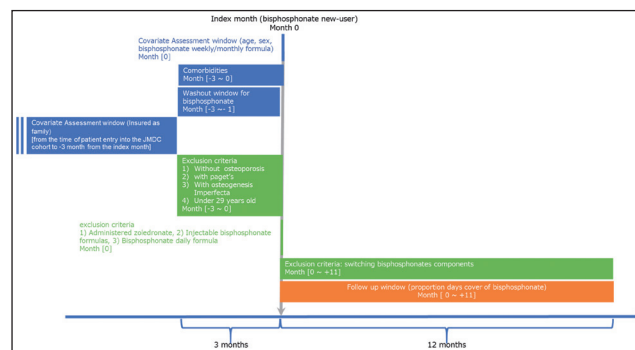 Index month (bisphosphonate new-user)
Month 0
Covariate Assessment window (age, sex,
bisphosphonate weekly/monthly formula)
Month [0]
Comorbidities
Month [-3 ~ 0]
Washout window for
bisphosphonate
Month [-3 ~- 1]
Covariate Assessment window (Insured as
family)
[from the time of patient entry into the JMDC
cohort to -3 month from the index month]
Exclusion criteria
1) Without osteoporosis
2) with paget's
3) With osteogenesis
Imperfecta
4) Under 29 years old
Month [-3 ~ 0]
exclusion criteria
1) Administered zoledronate, 2) Injectable bisphosphonate
formulas, 3) Bisphosphonate daily formula
Month [0]
Exclusion criteria: switching bisphosphonates components
Month [0 ~ +11]
Follow up window (proportion days cover of bisphosphonate)
Month [ 0 ~ +11]
3 months
12 months